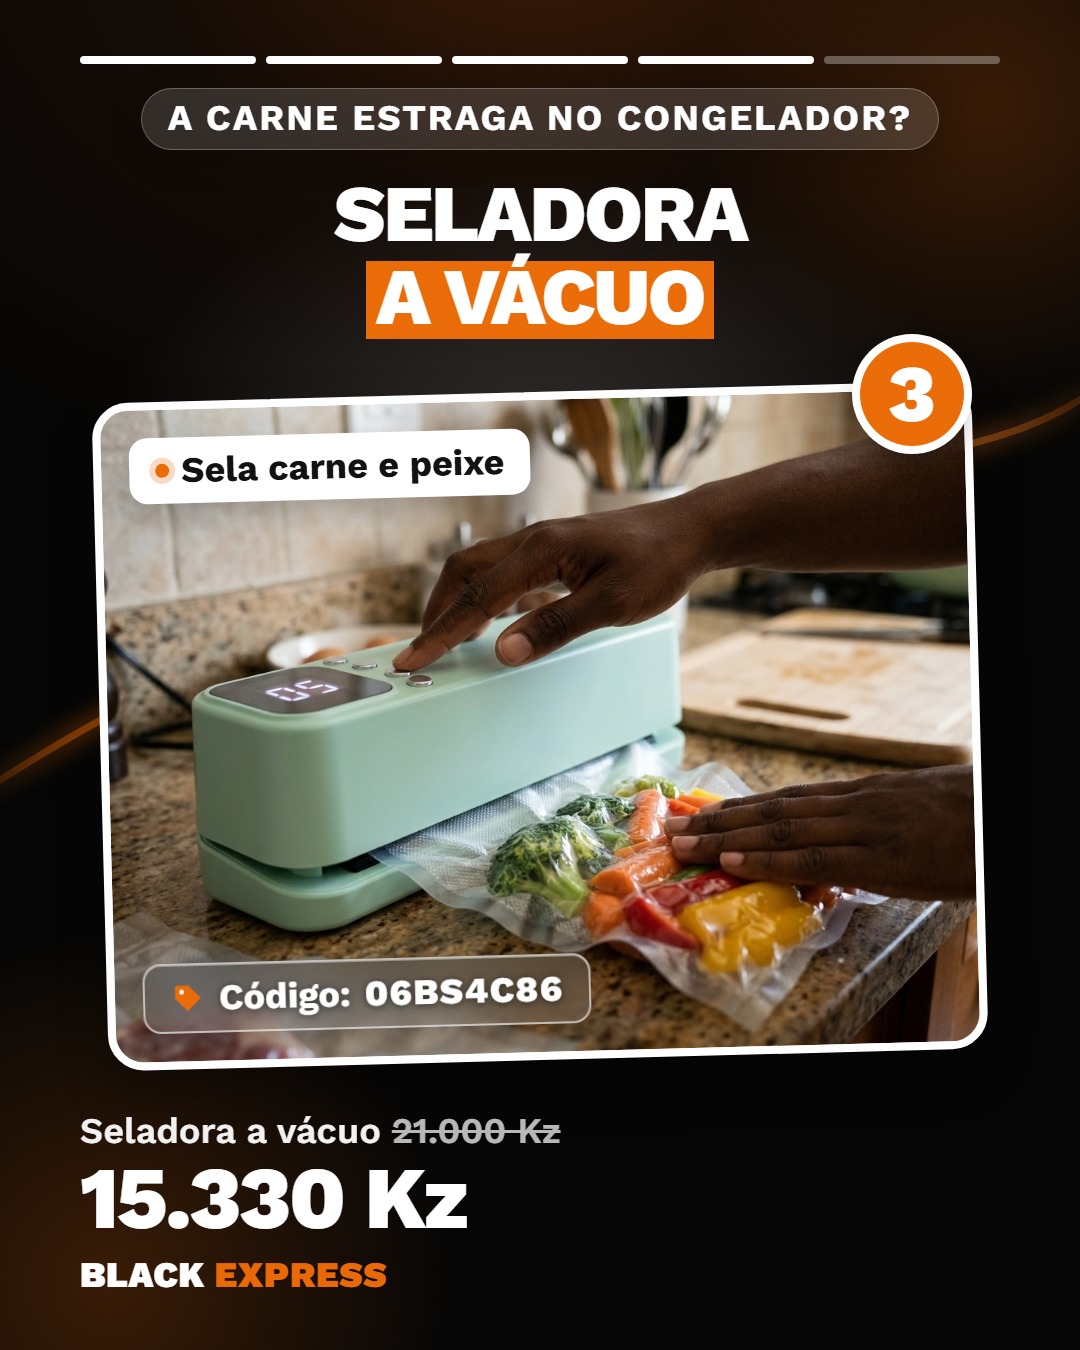 A CARNE ESTRAGA NO CONGELADOR?
SELADORA
A VÁCUO
3
Sela carne e peixe
05
Código: 06BS4C86
Seladora a vácuo 21.000 Kz
15.330 Kz
BLACK EXPRESS